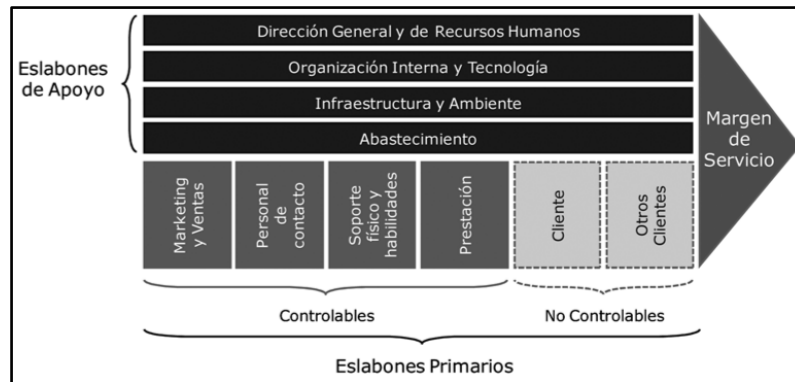 Dirección General y de Recursos Humanos
Eslabones
de Apoyo
Organización Interna y Tecnología
Infraestructura y Ambiente
Abastecimiento
Margen
de
Servicio
Marketing
y Ventas
Personal
de
contacto
Soporte
físico y
habilidades
Prestación
Cliente
Otros
Clientes
Controlables
No Controlables
Eslabones Primarios